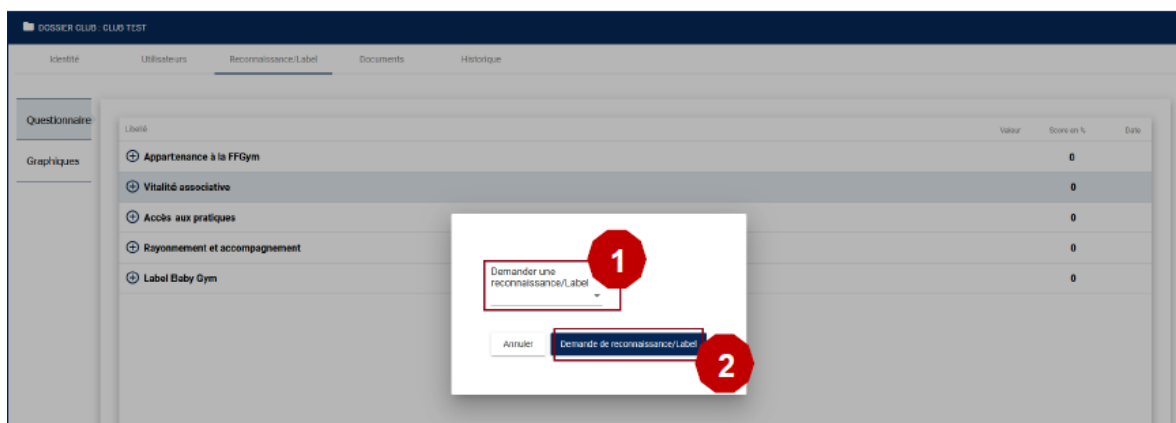 DOSSIER CLUB : CLUB TEST
Identité Utilisateurs Reconnaissance/Label Documents Historique
Questionnaire
Graphiques
Libellé Valeur Score en % Date
Appartenance à la FFGym 0
Vitalité associative 0
Accès aux pratiques 0
Rayonnement et accompagnement 0
Label Baby Gym 0
1
Demander une
reconnaissance/Label
Annuler Demande de reconnaissance/Label
2